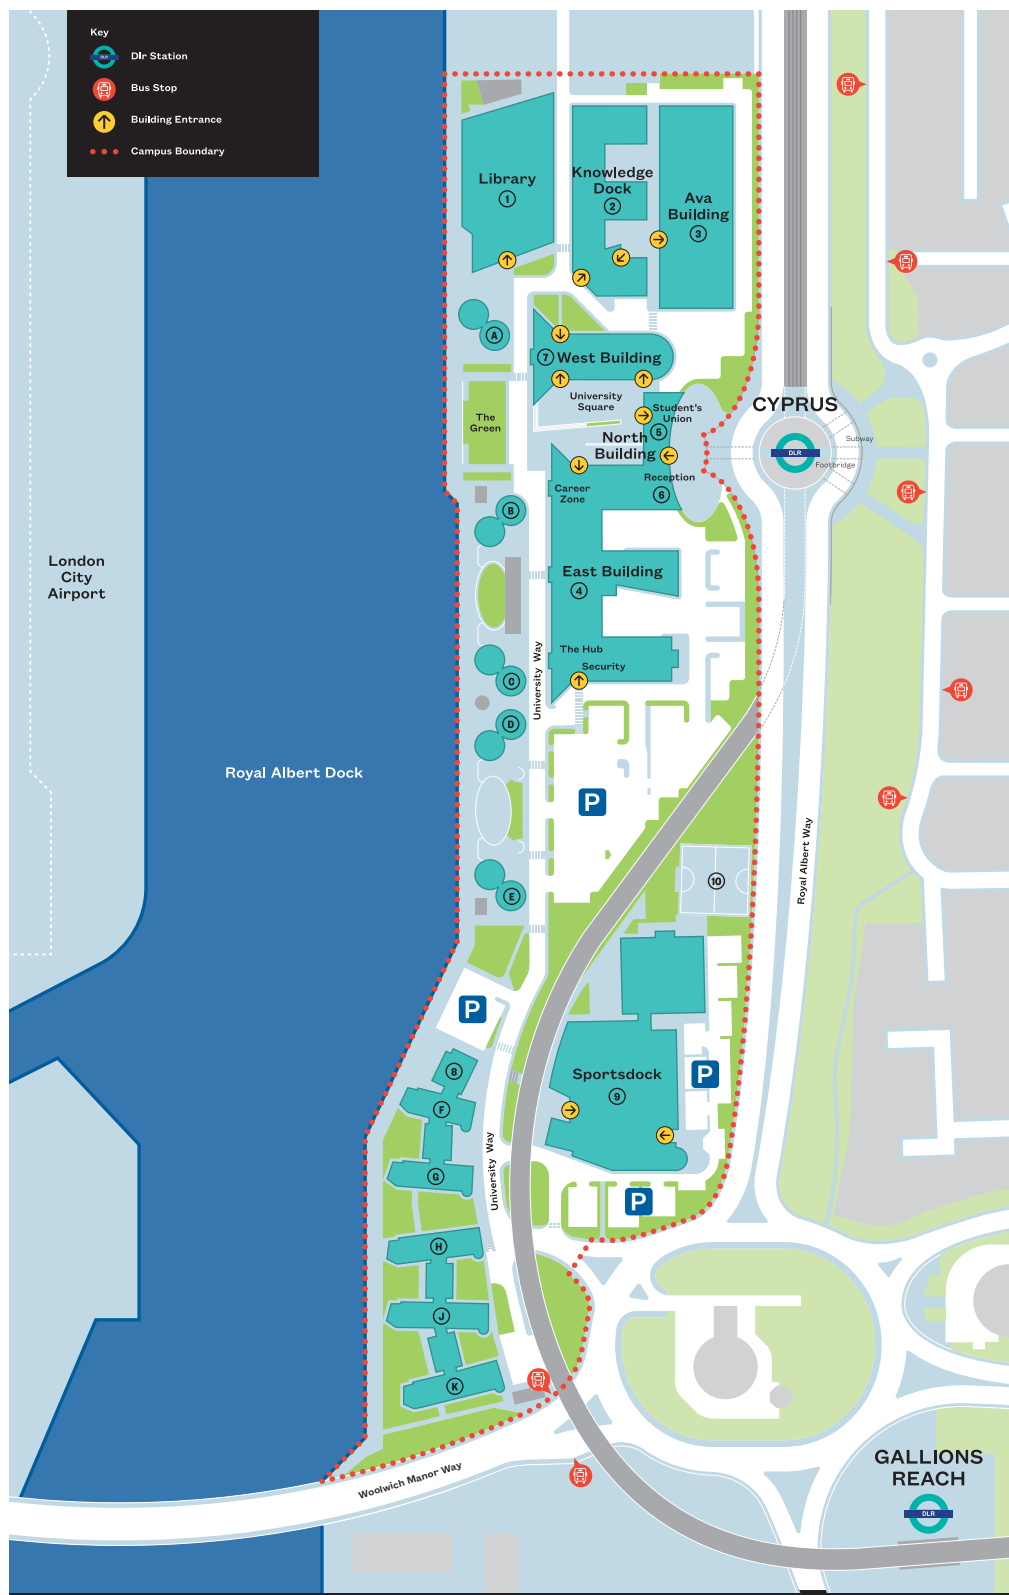 Key
DLR
Dlr Station
Bus Stop
Building Entrance
Campus Boundary
Library
1
Knowledge
Dock
2
Ava
Building
3
A
7
West Building
University
Square
Student's
Union
5
CYPRUS
DLR
Subway
Footbridge
The
Green
North
Building
Reception
6
Career
Zone
B
London
City
Airport
East Building
4
The Hub
Security
University Way
C
D
Royal Albert Dock
P
Royal Albert Way
10
E
P
8
Sportsdock
9
P
F
G
University Way
P
H
J
K
Woolwich Manor Way
GALLIONS
REACH
DLR